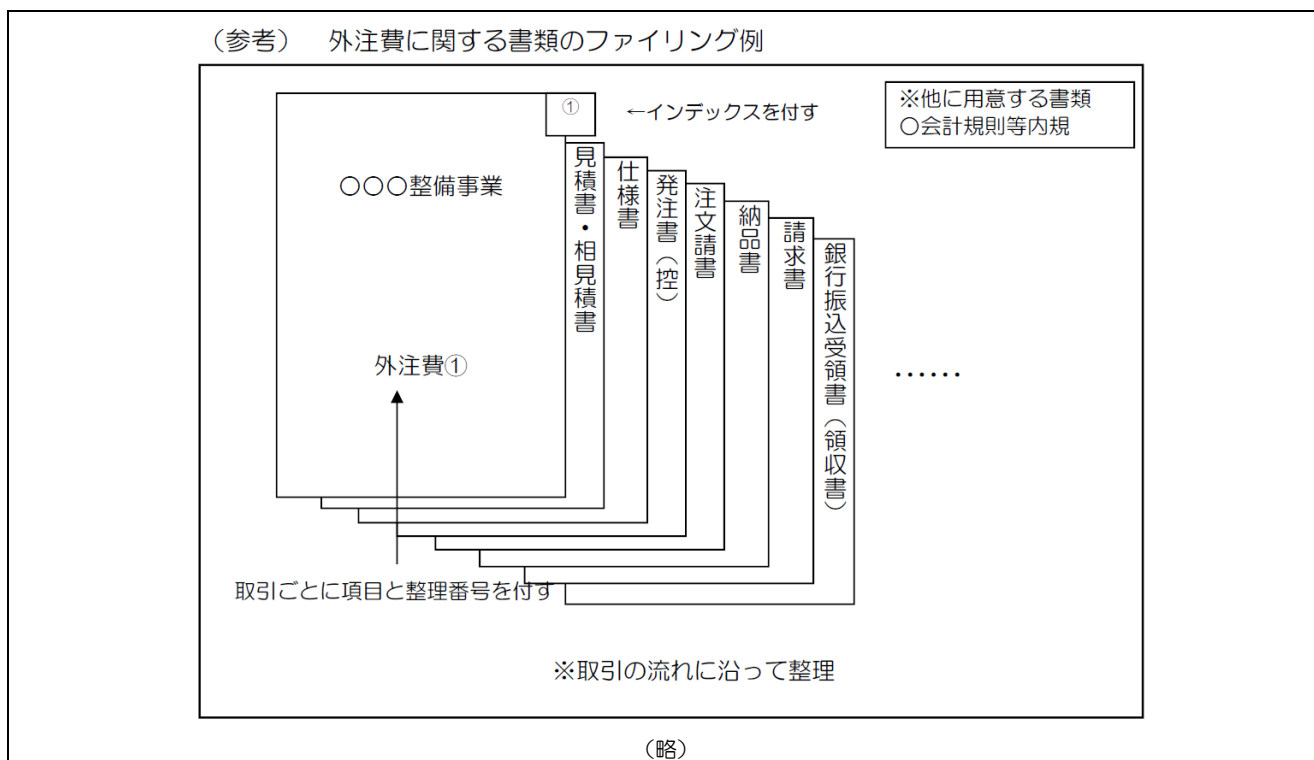 （参考）　外注費に関する書類のファイリング例
①
←インデックスを付す
※他に用意する書類
〇会計規則等内規
〇〇〇整備事業
外注費①
見積書・相見積書
仕様書
発注書（控）
注文請書
納品書
請求書
銀行振込受領書（領収書）
……
取引ごとに項目と整理番号を付す
※取引の流れに沿って整理
（略）